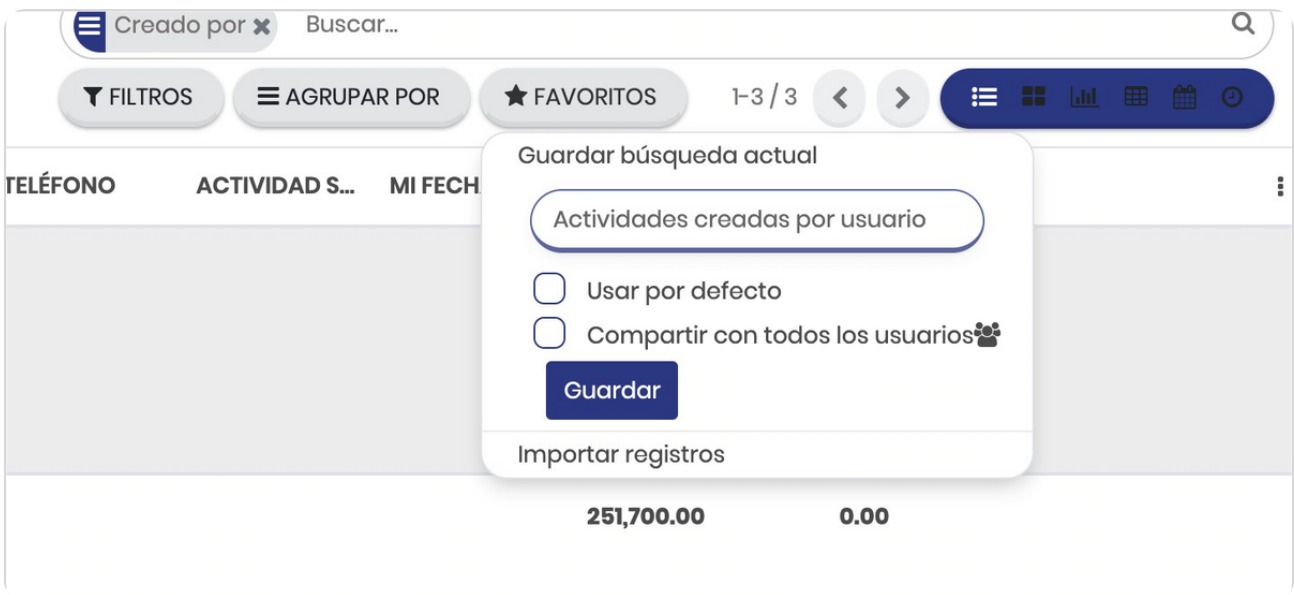 Creado por
Buscar...
FILTROS
AGRUPAR POR
FAVORITOS
1-3 / 3
Guardar búsqueda actual
TELÉFONO
ACTIVIDAD S...
MI FECH
Actividades creadas por usuario
Usar por defecto
Compartir con todos los usuarios
Guardar
Importar registros
251,700.00
0.00